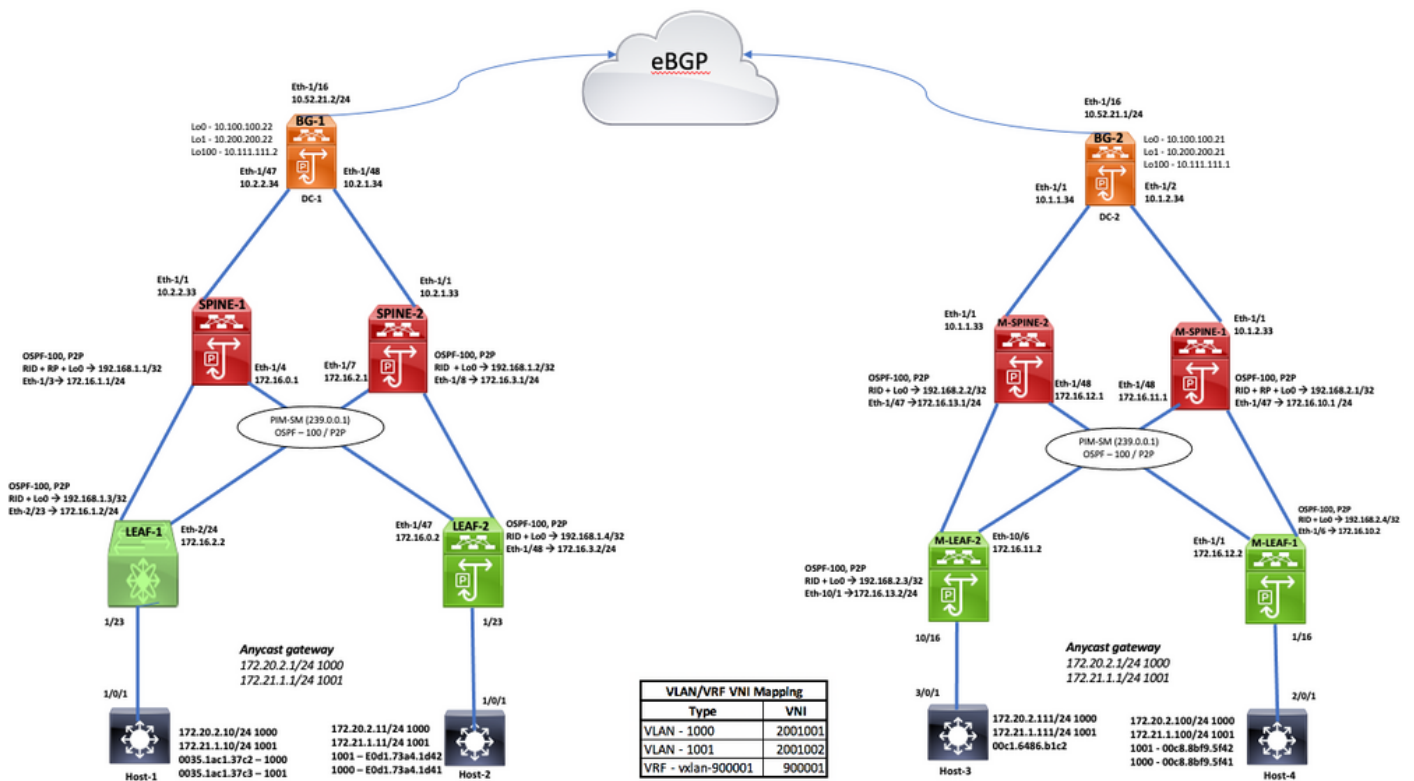 eBGP
Eth-1/16
10.52.21.2/24
BG-1
Lo0 - 10.100.100.22
Lo1 - 10.200.200.22
Lo100 - 10.111.111.2
Eth-1/47
10.2.2.34
Eth-1/48
10.2.1.34
DC-1
Eth-1/16
10.52.21.1/24
BG-2
Lo0 - 10.100.100.21
Lo1 - 10.200.200.21
Lo100 - 10.111.111.1
Eth-1/1
10.1.1.34
Eth-1/2
10.1.2.34
DC-2
Eth-1/1
10.2.2.33
SPINE-1
Eth-1/1
10.2.1.33
SPINE-2
OSPF-100, P2P
RID + RP + Lo0 → 192.168.1.1/32
Eth-1/3→ 172.16.1.1/24
Eth-1/4
172.16.0.1
Eth-1/7
172.16.2.1
OSPF-100, P2P
RID + Lo0 → 192.168.1.2/32
Eth-1/8 → 172.16.3.1/24
PIM-SM (239.0.0.1)
OSPF – 100 / P2P
Eth-1/1
10.1.1.33
M-SPINE-2
Eth-1/1
10.1.2.33
M-SPINE-1
OSPF-100, P2P
RID + Lo0 → 192.168.2.2/32
Eth-1/47 →172.16.13.1/24
Eth-1/48
172.16.12.1
Eth-1/48
172.16.11.1
OSPF-100, P2P
RID + RP + Lo0 → 192.168.2.1/32
Eth-1/47 → 172.16.10.1 /24
PIM-SM (239.0.0.1)
OSPF – 100 / P2P
OSPF-100, P2P
RID + Lo0 → 192.168.1.3/32
Eth-2/23 → 172.16.1.2/24
LEAF-1
Eth-2/24
172.16.2.2
Eth-1/47
172.16.0.2
LEAF-2
OSPF-100, P2P
RID + Lo0 → 192.168.1.4/32
Eth-1/48 → 172.16.3.2/24
OSPF-100, P2P
RID + Lo0 → 192.168.2.3/32
Eth-10/1 →172.16.13.2/24
M-LEAF-2
Eth-10/6
172.16.11.2
Eth-1/1
172.16.12.2
M-LEAF-1
OSPF-100, P2P
RID + Lo0 → 192.168.2.4/32
Eth-1/6 → 172.16.10.2
1/23
1/23
Anycast gateway
172.20.2.1/24 1000
172.21.1.1/24 1001
10/16
1/16
Anycast gateway
172.20.2.1/24 1000
172.21.1.1/24 1001
1/0/1
172.20.2.10/24 1000
172.21.1.10/24 1001
0035.1ac1.37c2 – 1000
0035.1ac1.37c3 – 1001
Host-1
1/0/1
172.20.2.11/24 1000
172.21.1.11/24 1001
1001 – E0d1.73a4.1d42
1000 – E0d1.73a4.1d41
Host-2
VLAN/VRF VNI Mapping
Type VNI
VLAN - 1000 2001001
VLAN - 1001 2001002
VRF - vxlan-900001 900001
3/0/1
172.20.2.111/24 1000
172.21.1.111/24 1001
00c1.6486.b1c2
Host-3
2/0/1
172.20.2.100/24 1000
172.21.1.100/24 1001
1001 - 00c8.8bf9.5f42
1000 - 00c8.8bf9.5f41
Host-4